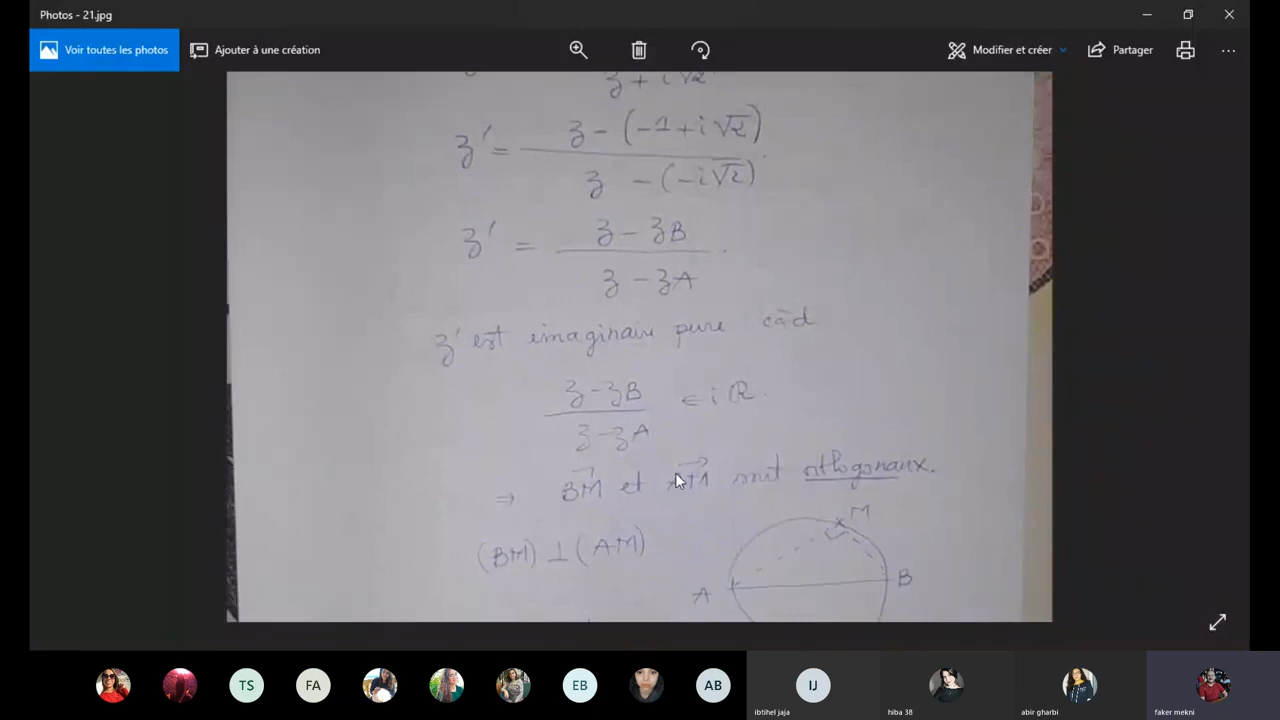 Photos - 21.jpg
Voir toutes les photos
Ajouter à une création
Modifier et créer
Partager
z + i√2
z' = z - (-1 + i√2) / z - (-i√2)
z' = z - zB / z - zA
z' est imaginaire pure càd
z - zB / z - zA ∈ iℝ
⇒ BM et AM sont orthogonaux.
(BM) ⊥ (AM)
M
A
B
TS
FA
EB
AB
IJ
ibtihel jaja
hiba 38
abir gharbi
faker mekni